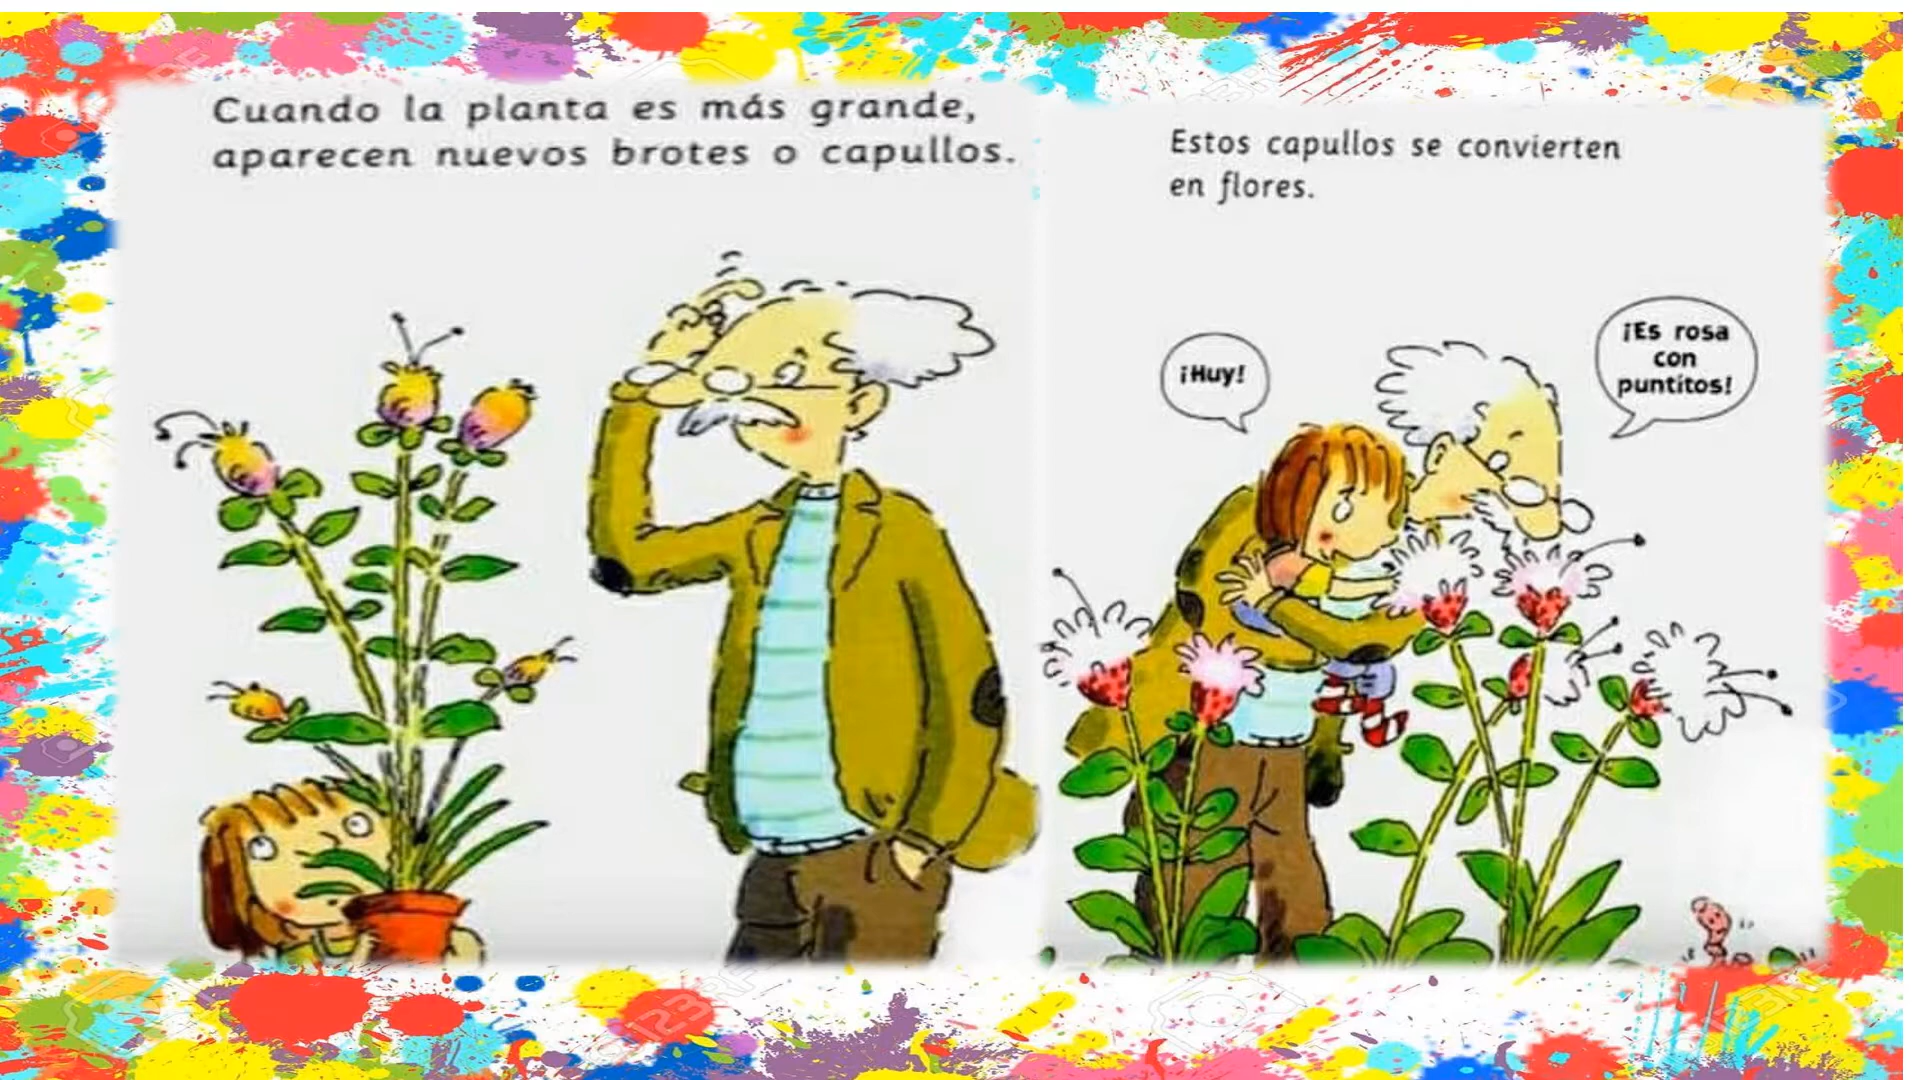 Cuando la planta es más grande,
aparecen nuevos brotes o capullos.
Estos capullos se convierten
en flores.
¡Huy!
¡Es rosa
con
puntitos!
123RF